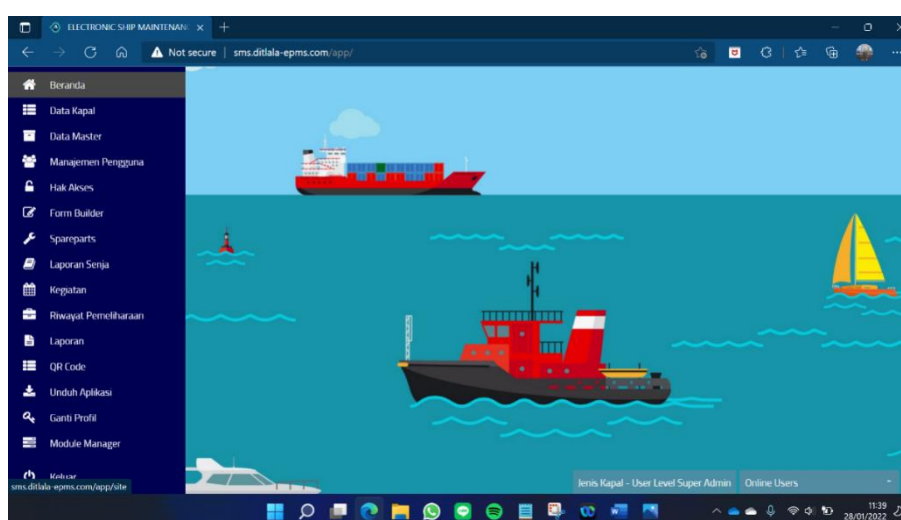 ELECTRONIC SHIP MAINTENAN
Not secure | sms.ditlala-epms.com/app/
Beranda
Data Kapal
Data Master
Manajemen Pengguna
Hak Akses
Form Builder
Spareparts
Laporan Senja
Kegiatan
Riwayat Pemeliharaan
Laporan
QR Code
Unduh Aplikasi
Ganti Profil
Module Manager
Keluar
sms.ditlala-epms.com/app/site
Jenis Kapal - User Level Super Admin
Online Users
11:39
28/01/2022